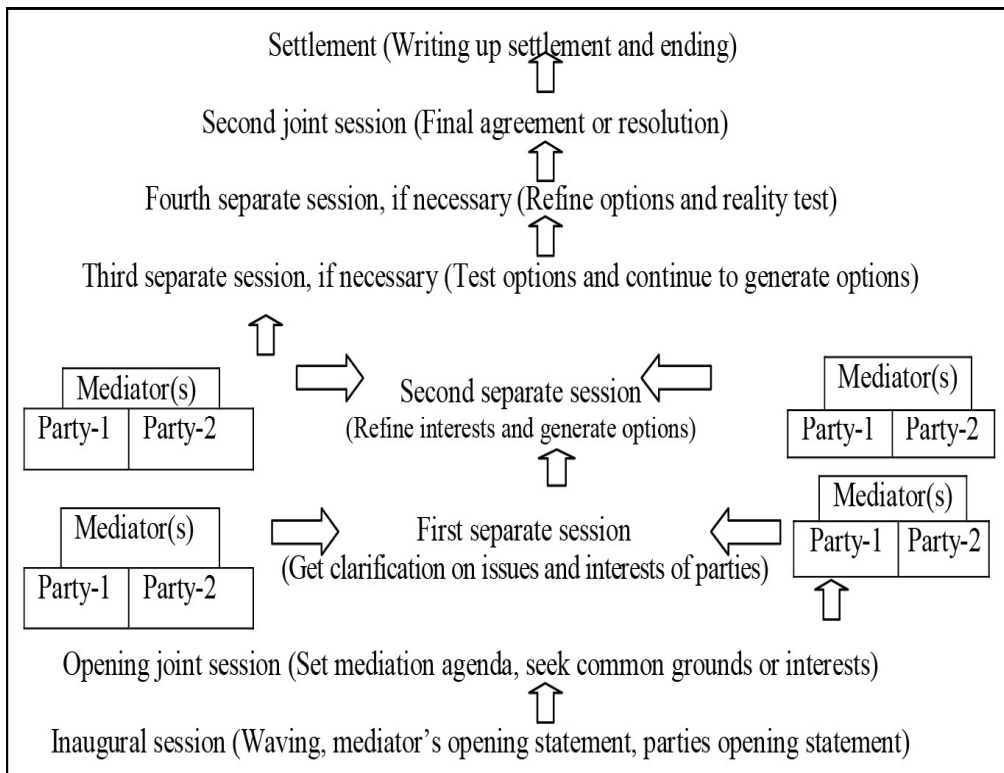 Settlement (Writing up settlement and ending)
Second joint session (Final agreement or resolution)
Fourth separate session, if necessary (Refine options and reality test)
Third separate session, if necessary (Test options and continue to generate options)
Mediator(s)
Party-1 Party-2
Second separate session
(Refine interests and generate options)
Mediator(s)
Party-1 Party-2
Mediator(s)
Party-1 Party-2
First separate session
(Get clarification on issues and interests of parties)
Mediator(s)
Party-1 Party-2
Opening joint session (Set mediation agenda, seek common grounds or interests)
Inaugural session (Waving, mediator's opening statement, parties opening statement)